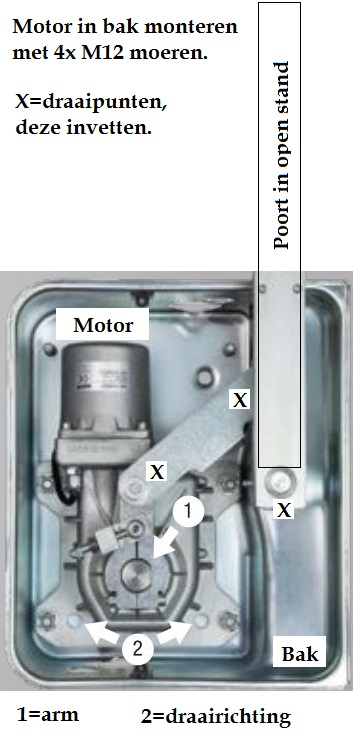 Motor in bak monteren
met 4x M12 moeren.
X=draaipunten,
deze invetten.
Poort in open stand
Motor
X
X
1
X
2
Bak
1=arm 2=draairichting